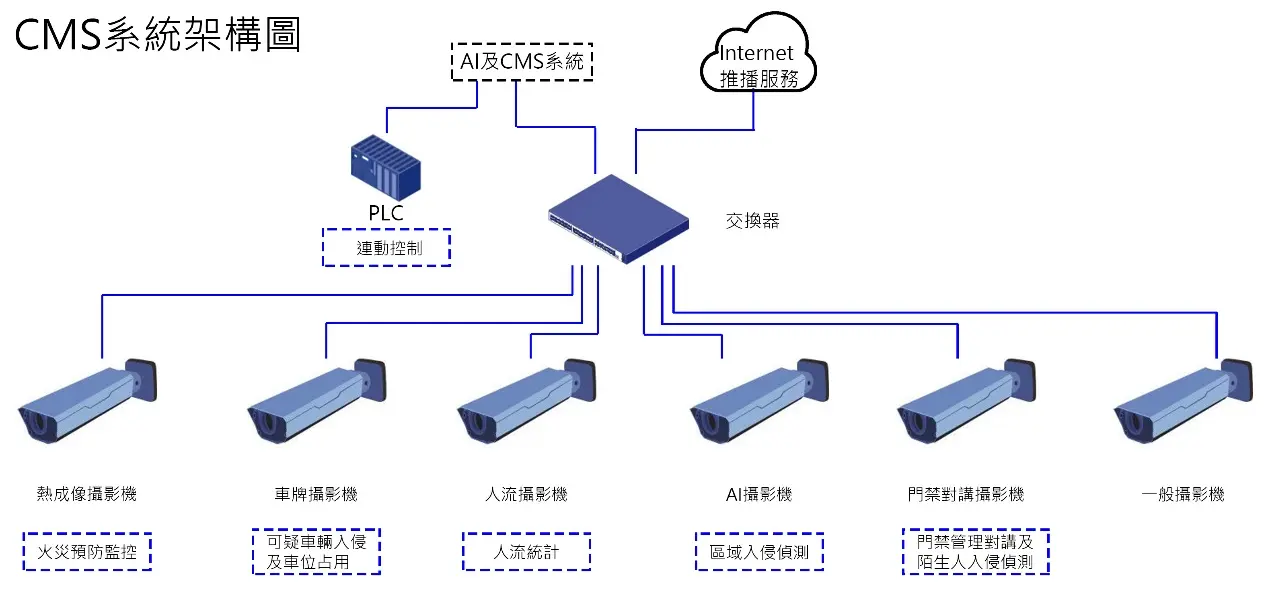 CMS系統架構圖
AI及CMS系統
Internet
推播服務
PLC
連動控制
交換器
熱成像攝影機
車牌攝影機
人流攝影機
AI攝影機
門禁對講攝影機
一般攝影機
火災預防監控
可疑車輛入侵
及車位占用
人流統計
區域入侵偵測
門禁管理對講及
陌生人入侵偵測